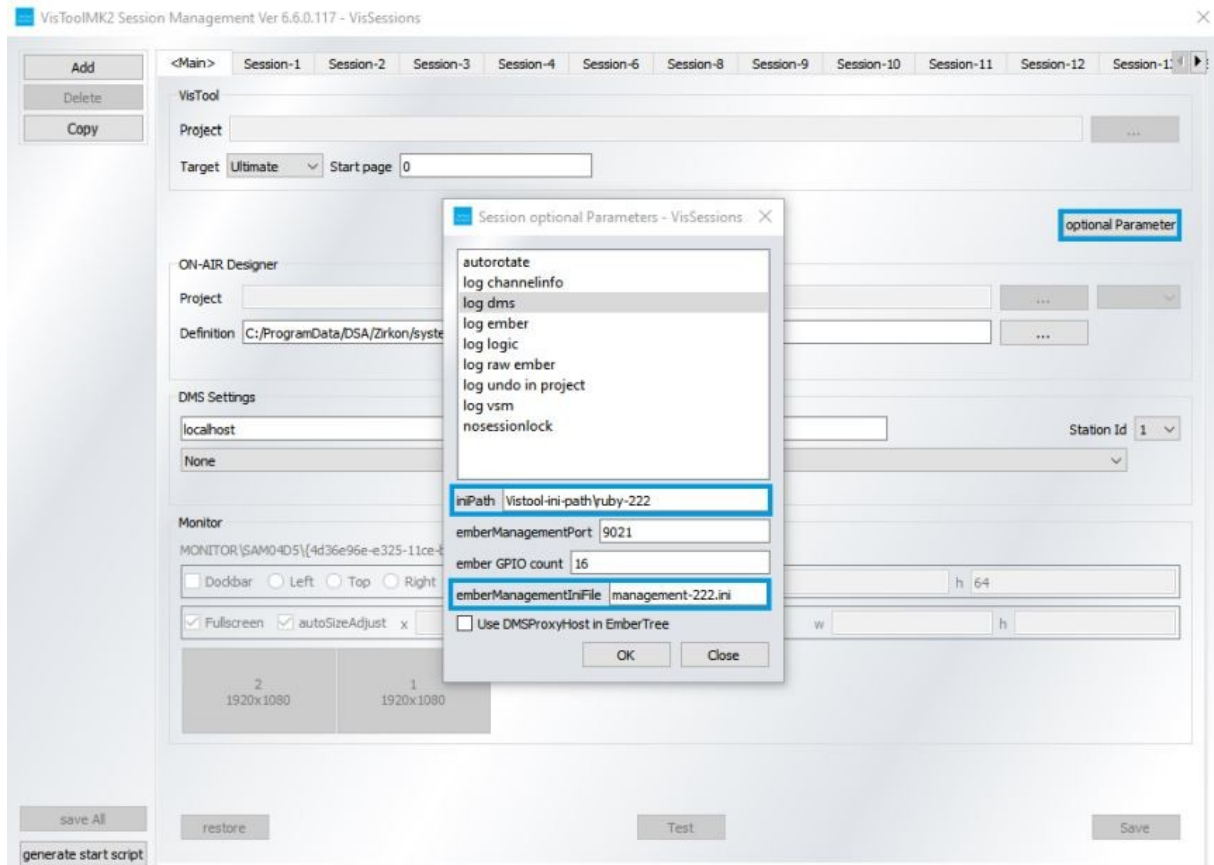 VisToolMK2 Session Management Ver 6.6.0.117 - VisSessions
Add
Delete
Copy
<Main> Session-1 Session-2 Session-3 Session-4 Session-6 Session-8 Session-9 Session-10 Session-11 Session-12
VisTool
Project ...
Target Ultimate Start page 0
optional Parameter
Session optional Parameters - VisSessions
autorotate
log channelinfo
log dms
log ember
log logic
log raw ember
log undo in project
log vsm
nosessionlock
iniPath Vistool-ini-path\ruby-222
emberManagementPort 9021
ember GPIO count 16
emberManagementIniFile management-222.ini
Use DMSProxyHost in EmberTree
OK Close
ON-AIR Designer
Project ...
Definition C:/ProgramData/DSA/Zirkon/syste ...
DMS Settings
localhost Station Id 1
None
Monitor
MONITOR\SAM04D5\{4d36e96e-e325-11ce-
Dockbar Left Top Right h 64
Fullscreen autoSizeAdjust x w h
2 1
1920x1080 1920x1080
save All
generate start script
restore Test Save